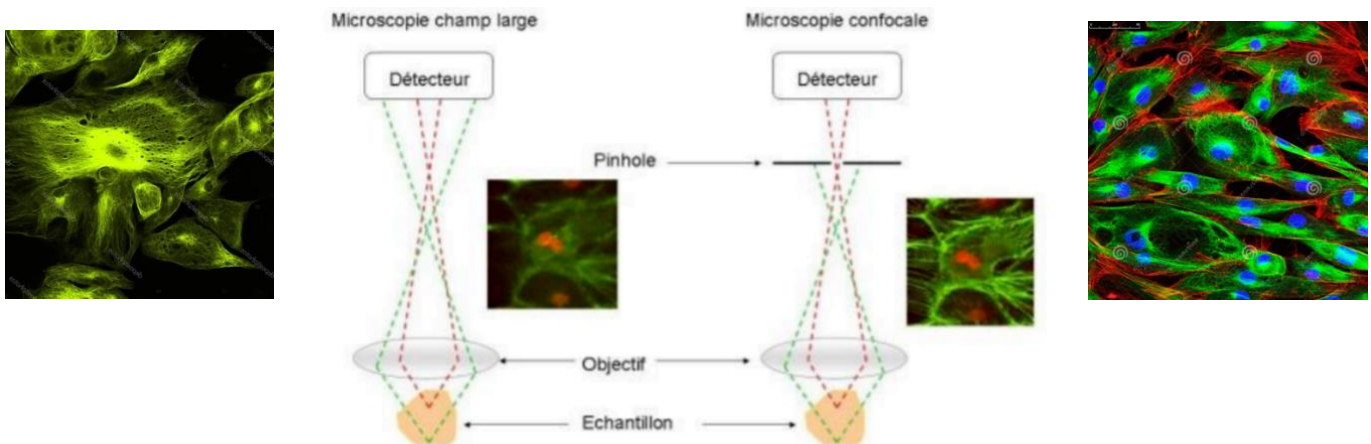 Microscopie champ large
Microscopie confocale
Détecteur
Détecteur
Pinhole
Objectif
Echantillon